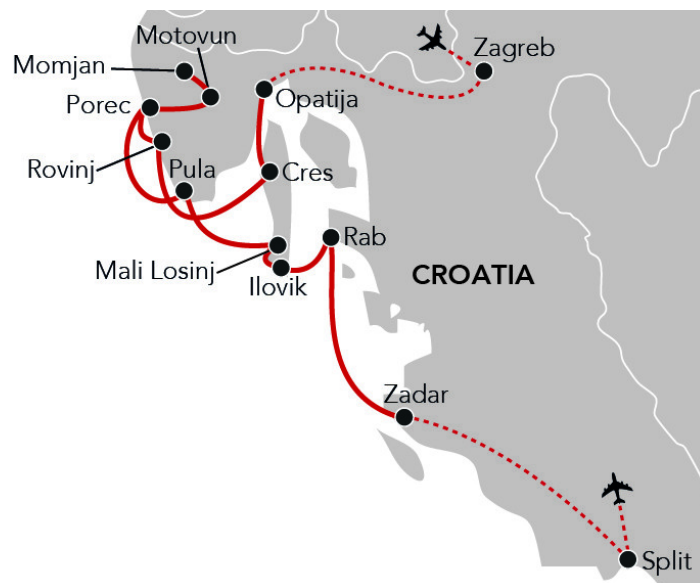 Motovun
Zagreb
Momjan
Opatija
Porec
Rovinj
Pula
Cres
Rab
Mali Losinj
Ilovik
CROATIA
Zadar
Split